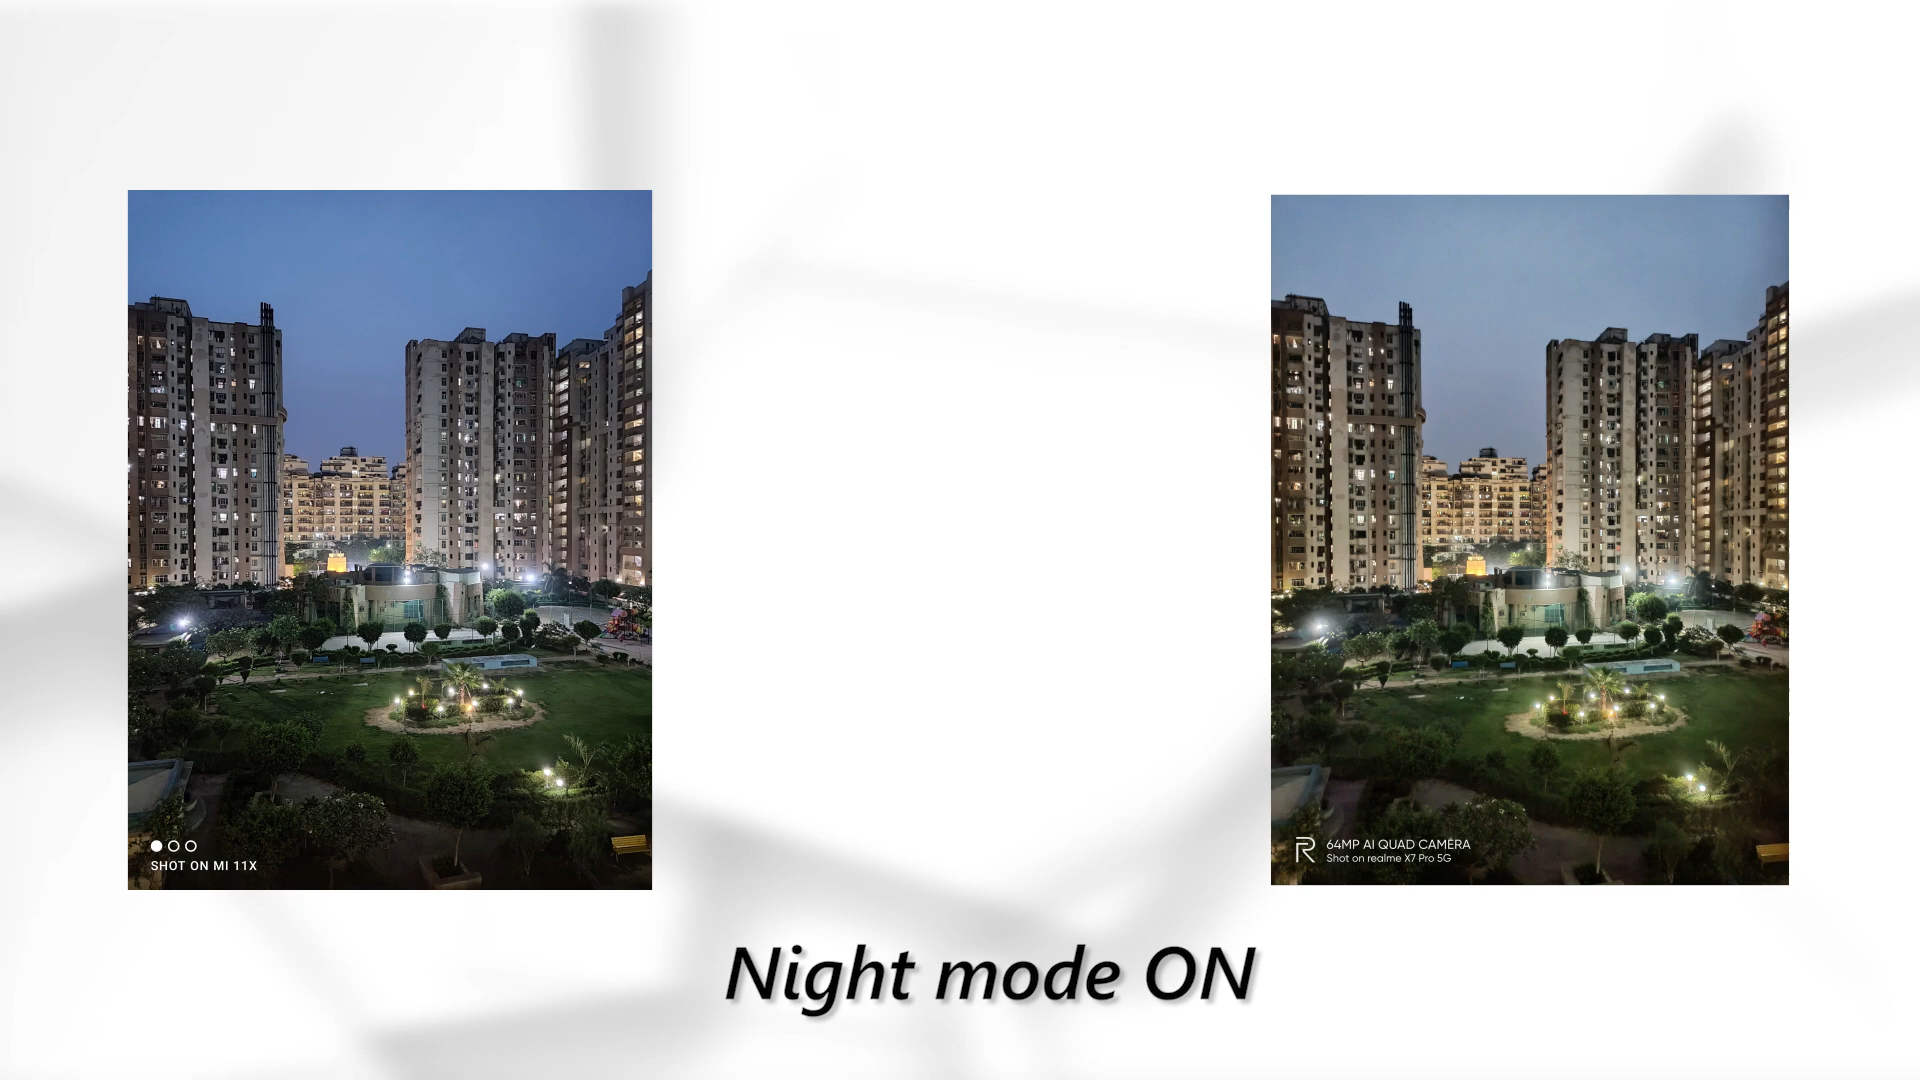 SHOT ON MI 11X
64MP AI QUAD CAMERA
Shot on realme X7 Pro 5G
Night mode ON